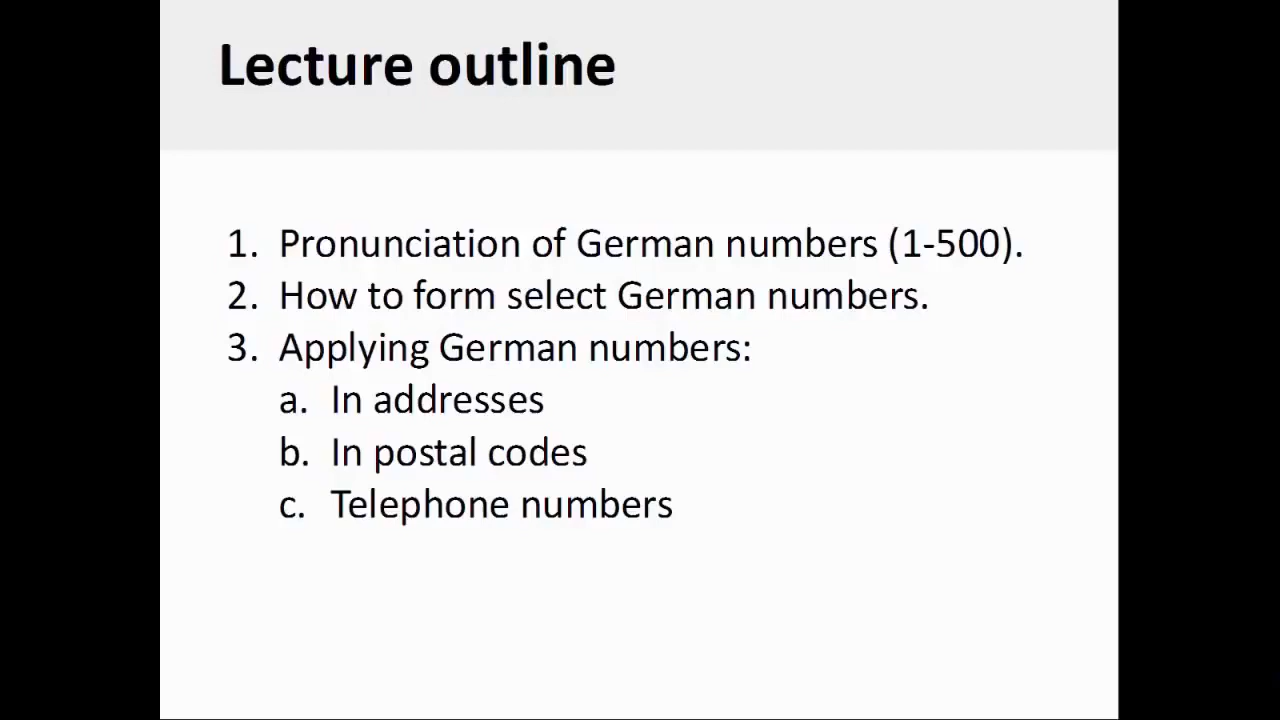 Lecture outline
1. Pronunciation of German numbers (1-500).
2. How to form select German numbers.
3. Applying German numbers:
a. In addresses
b. In postal codes
c. Telephone numbers